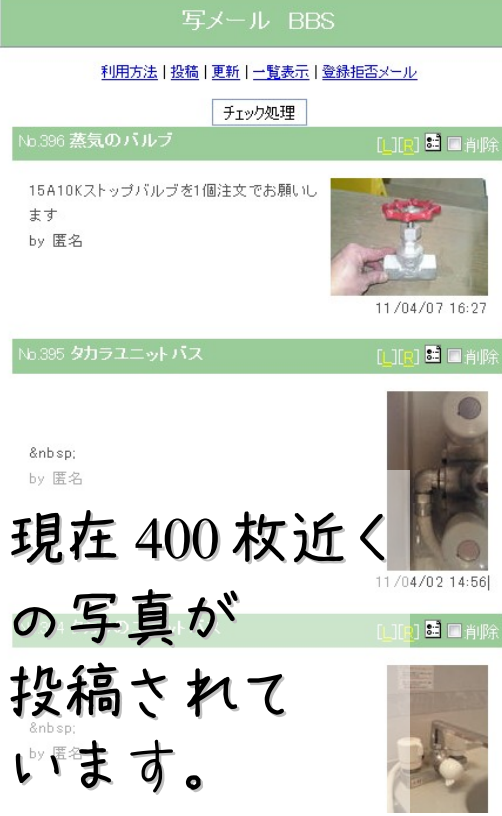 写メール BBS
利用方法 | 投稿 | 更新 | 一覧表示 | 登録拒否メール
チェック処理
No.396 蒸気のバルブ [L][R] 削除
15A10Kストップバルブを1個注文でお願いし
ます
by 匿名
11/04/07 16:27
No.395 タカラユニットバス [L][R] 削除
&nbsp;
by 匿名
11/04/02 14:56
[L][R] 削除
&nbsp;
by 匿名
現在 400 枚近く
の写真が
投稿されて
います。